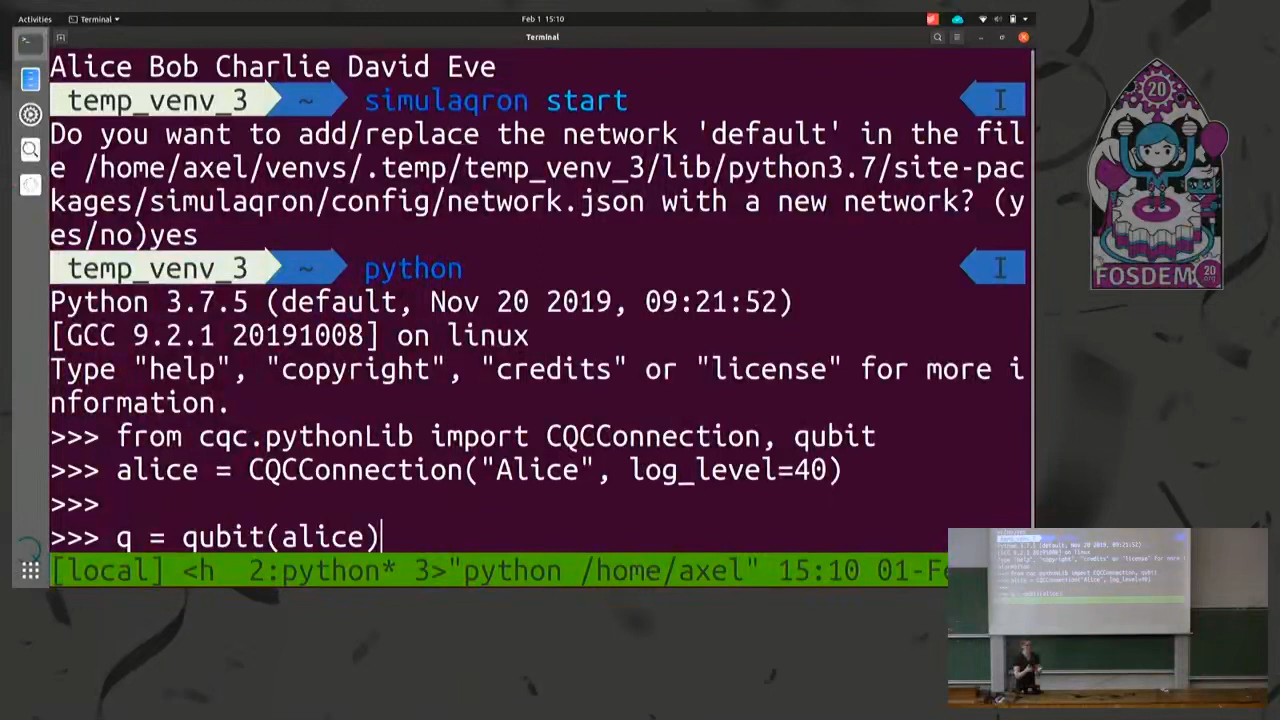 Activities
Terminal
Feb 1 15:10
Terminal
Alice Bob Charlie David Eve
temp_venv_3 ~ simulaqron start
Do you want to add/replace the network 'default' in the fil
e /home/axel/venvs/.temp/temp_venv_3/lib/python3.7/site-pac
kages/simulaqron/config/network.json with a new network? (y
es/no)yes
temp_venv_3 ~ python
Python 3.7.5 (default, Nov 20 2019, 09:21:52)
[GCC 9.2.1 20191008] on linux
Type "help", "copyright", "credits" or "license" for more i
nformation.
>>> from cqc.pythonLib import CQCConnection, qubit
>>> alice = CQCConnection("Alice", log_level=40)
>>>
>>> q = qubit(alice)
[local] <h 2:python* 3>"python /home/axel" 15:10 01-Fe
20
FOSDEM 20
.org